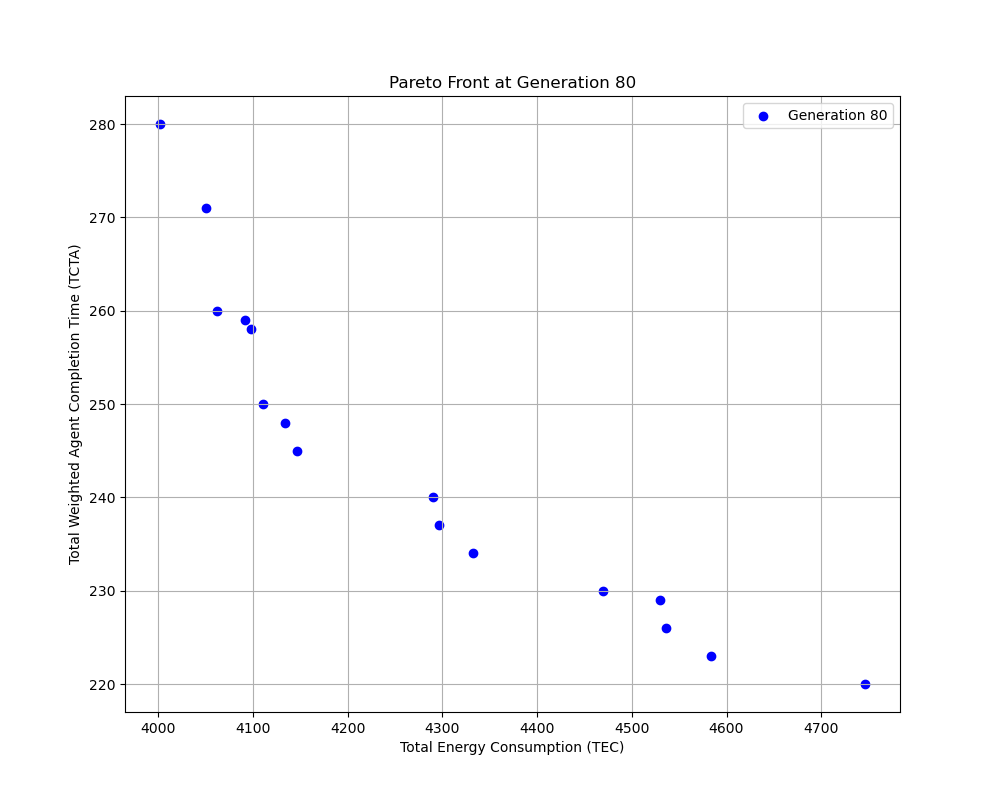 Pareto Front at Generation 80
Generation 80
Total Weighted Agent Completion Time (TCTA)
280
270
260
250
240
230
220
4000 4100 4200 4300 4400 4500 4600 4700
Total Energy Consumption (TEC)